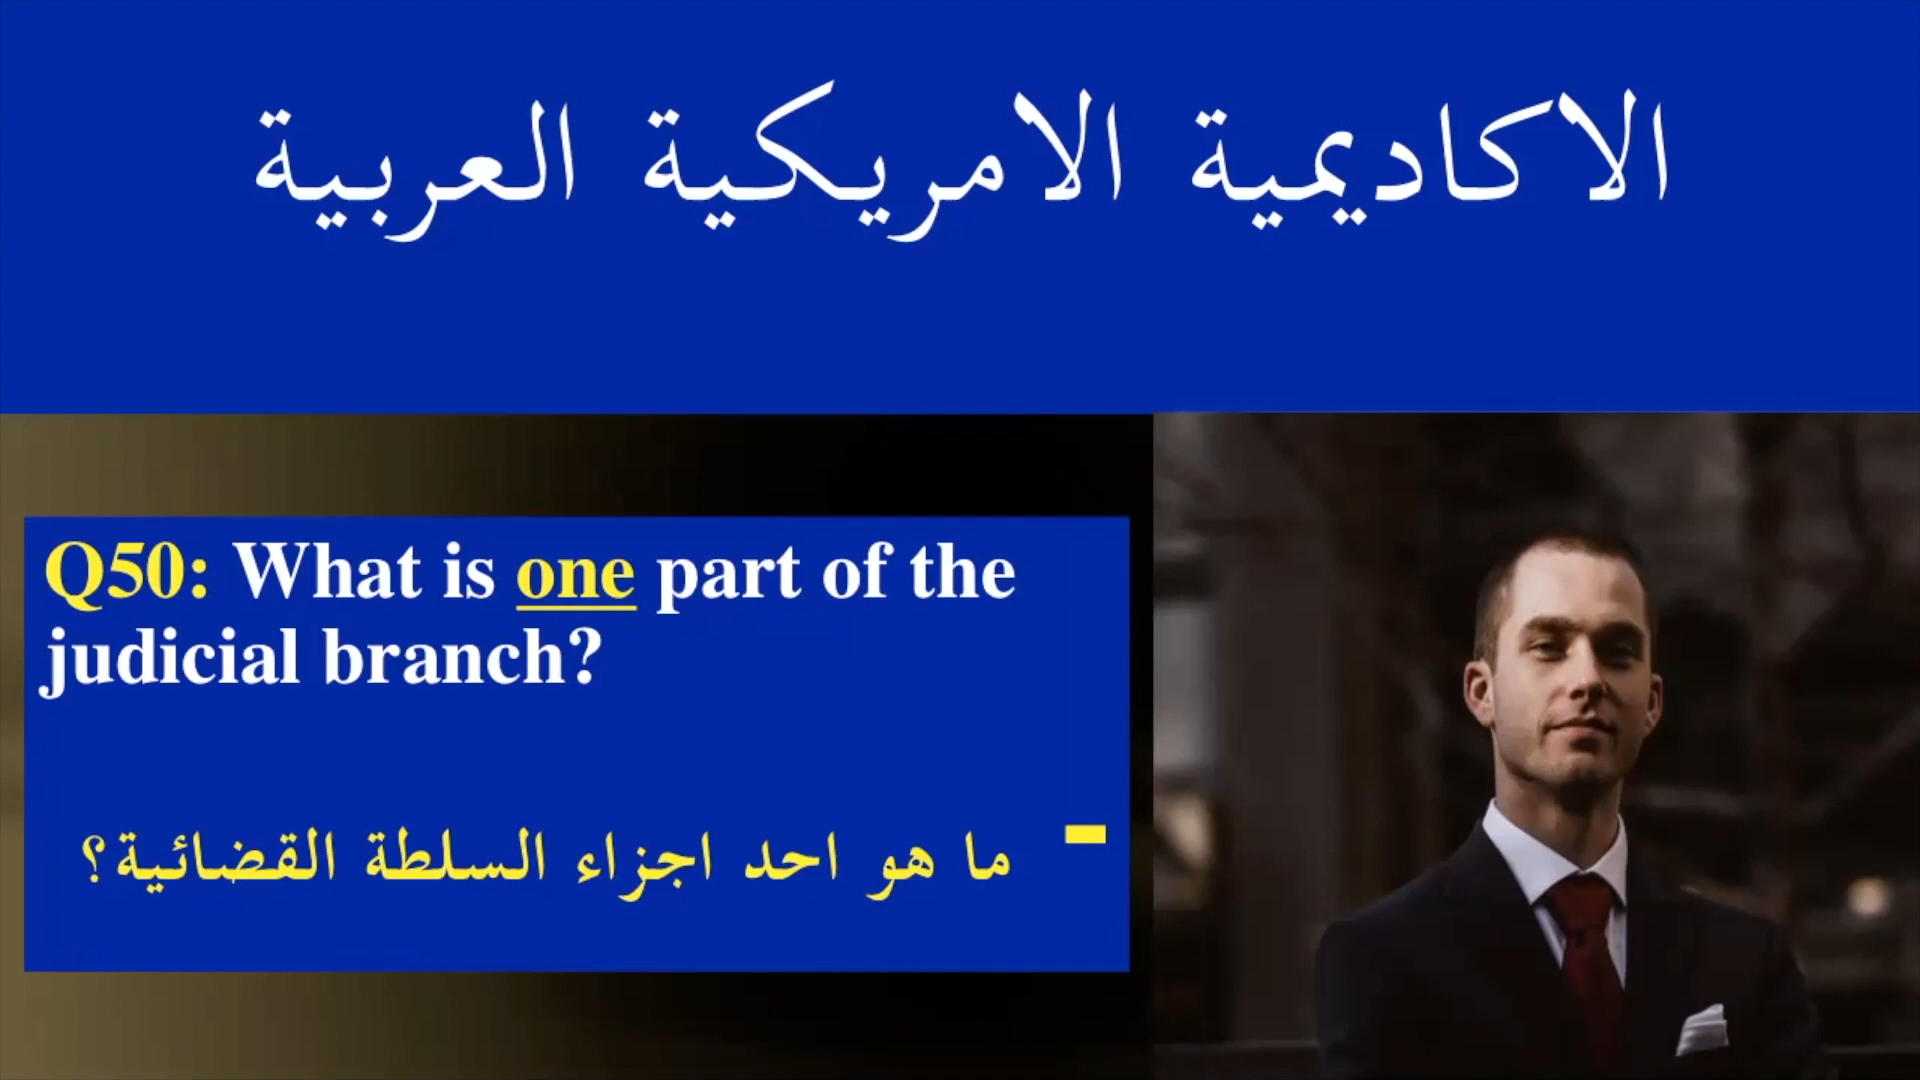 الاكاديمية الامريكية العربية
Q50: What is one part of the
judicial branch?
- ما هو احد اجزاء السلطة القضائية؟